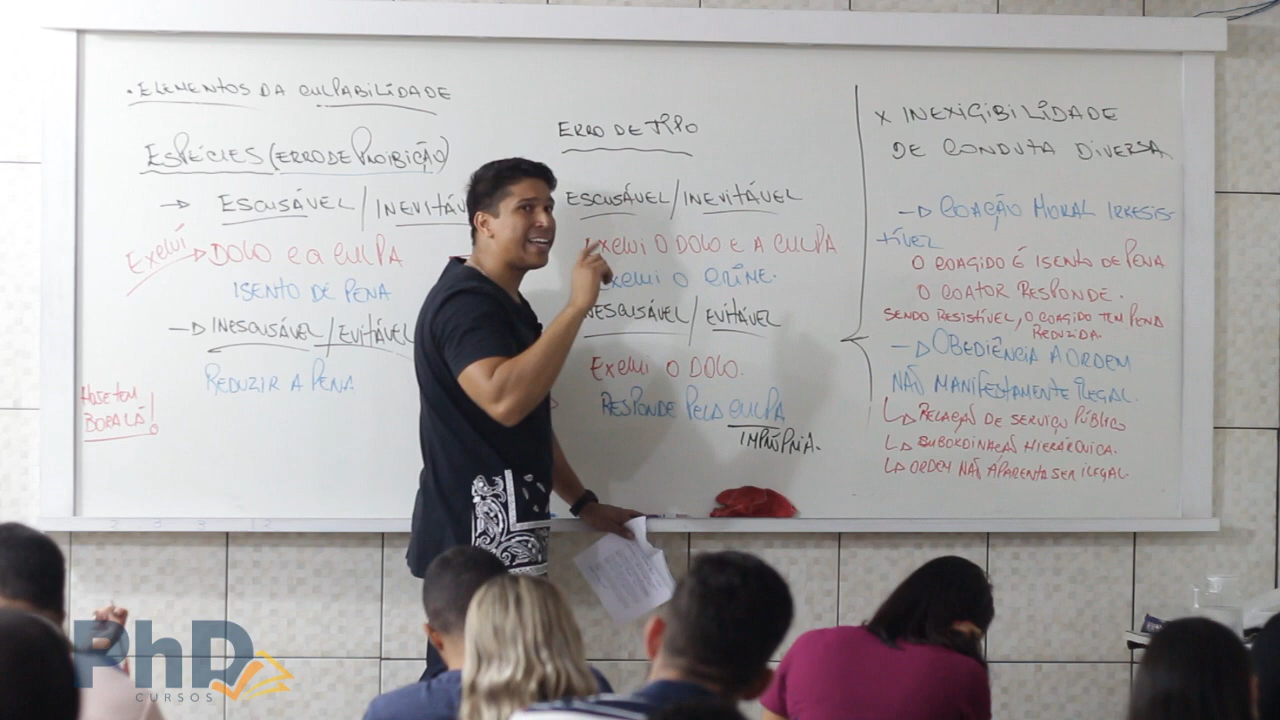 • ELEMENTOS DA CULPABILIDADE
ESPÉCIES (ERRO DE PROIBIÇÃO)
→ ESCUSÁVEL / INEVITÁV
Exclui → DOLO E A CULPA
ISENTO DE PENA
→ INESCUSÁVEL / EVITÁVEL
REDUZIR A PENA
HOJE TEM
BORA LÁ!
ERRO DE TIPO
ESCUSÁVEL / INEVITÁVEL
Exclui O DOLO E A CULPA
Exclui O CRIME.
NESCUSÁVEL / EVITÁVEL
Exclui O DOLO.
RESPONDE PELA CULPA
IMPRÓPRIA.
x INEXIGIBILIDADE
DE CONDUTA DIVERSA
→ COAÇÃO MORAL IRRESIS
TÍVEL
O COAGIDO É ISENTO DE PENA
O COATOR RESPONDE.
SENDO RESISTÍVEL, O COAGIDO TEM PENA
REDUZIDA.
→ OBEDIÊNCIA A ORDEM
NÃO MANIFESTAMENTE ILEGAL.
↳ RELAÇÃO DE SERVIÇO PÚBLICO
↳ SUBORDINAÇÃO HIERÁRQUICA.
↳ ORDEM NÃO APARENTA SER ILEGAL.
PhD
CURSOS